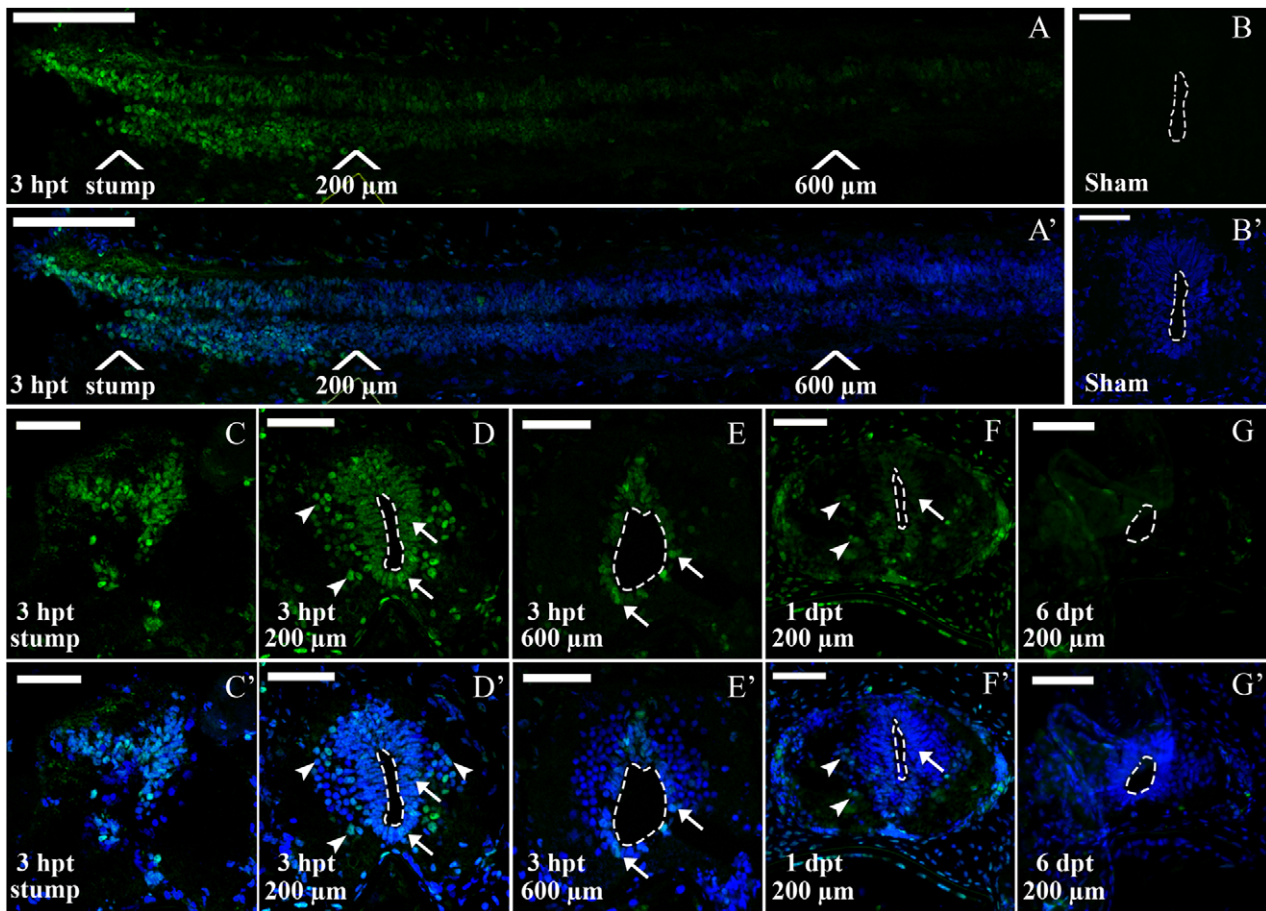 A
3 hpt stump 200 µm 600 µm
B
Sham
A'
3 hpt stump 200 µm 600 µm
B'
Sham
C
3 hpt
stump
D
3 hpt
200 µm
E
3 hpt
600 µm
F
1 dpt
200 µm
G
6 dpt
200 µm
C'
3 hpt
stump
D'
3 hpt
200 µm
E'
3 hpt
600 µm
F'
1 dpt
200 µm
G'
6 dpt
200 µm